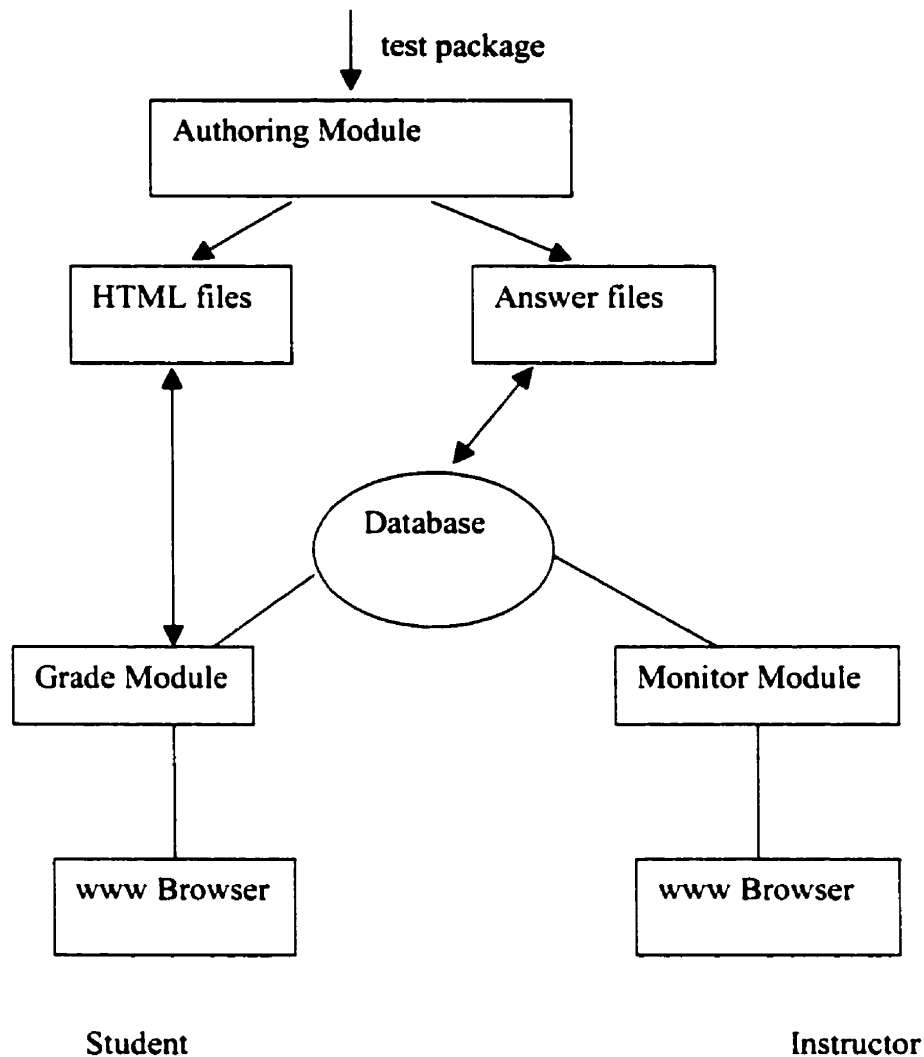 test package
Authoring Module
HTML files
Answer files
Database
Grade Module
Monitor Module
www Browser
www Browser
Student
Instructor